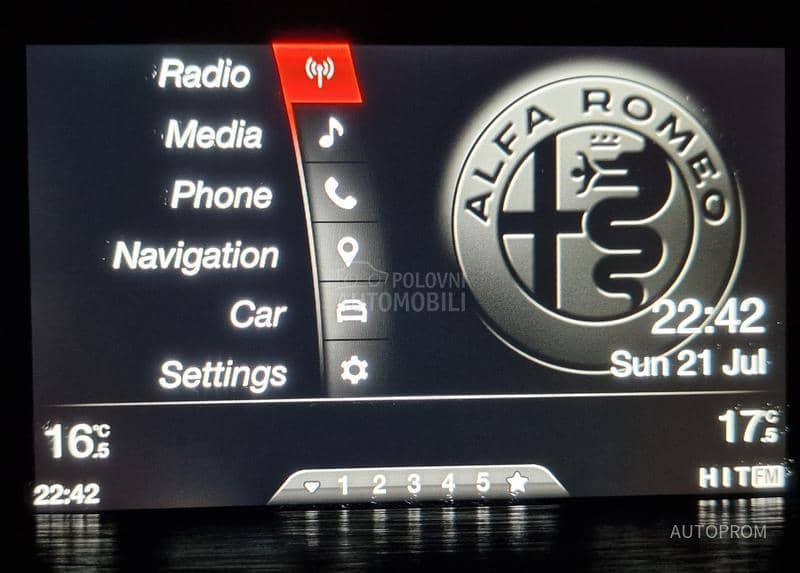 Radio
Media
Phone
Navigation
Car
Settings
ALFA ROMEO
POLOVNI
AUTOMOBILI
22:42
Sun 21 Jul
16.5°C
17.5°C
22:42
1 2 3 4 5
HIT FM
AUTOPROM